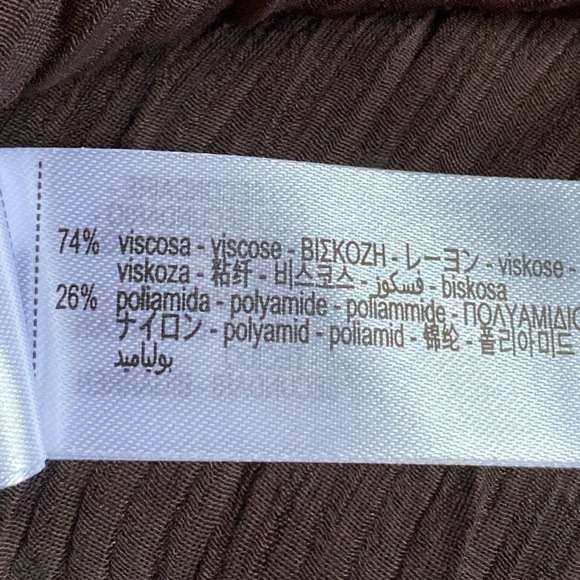 74% viscosa - viscose - ΒΙΣΚΟΖΗ - レーヨン - viskose -
viskoza - 粘纤 - 비스코스 - فسكوز - biskosa
26% poliamida - polyamide - poliammide - ΠΟΛΥΑΜΙΔΙΟ
ナイロン - polyamid - poliamid - 锦纶 - 폴리아미드
بولياميد